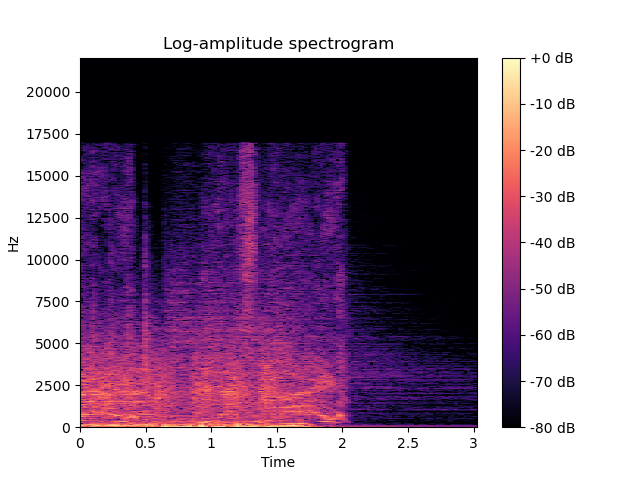 Log-amplitude spectrogram
Hz
20000
17500
15000
12500
10000
7500
5000
2500
0
0 0.5 1 1.5 2 2.5 3
Time
+0 dB
-10 dB
-20 dB
-30 dB
-40 dB
-50 dB
-60 dB
-70 dB
-80 dB